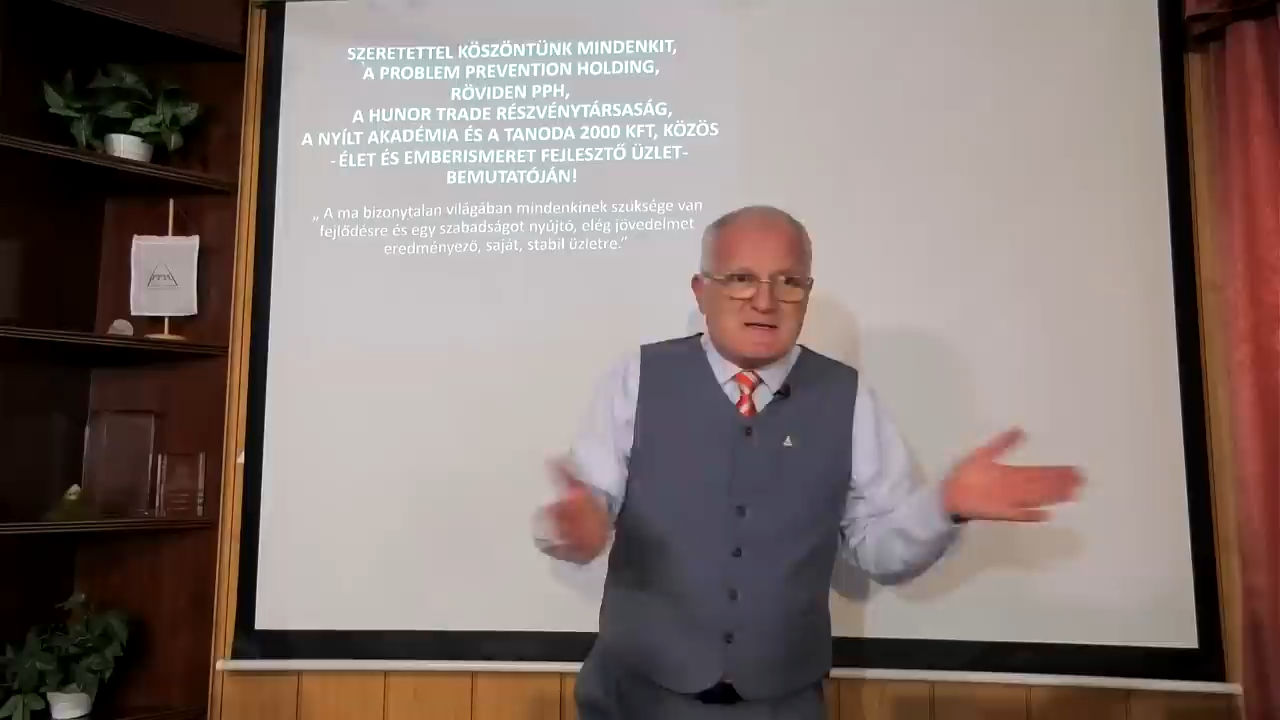 SZERETETTEL KÖSZÖNTÜNK MINDENKIT,
A PROBLEM PREVENTION HOLDING,
RÖVIDEN PPH,
A HUNOR TRADE RÉSZVÉNYTÁRSASÁG,
A NYÍLT AKADÉMIA ÉS A TANODA 2000 KFT, KÖZÖS
- ÉLET ÉS EMBERISMERET FEJLESZTŐ ÜZLET-
BEMUTATÓJÁN!
„ A ma bizonytalan világában mindenkinek szüksége van
fejlődésre és egy szabadságot nyújtó, elég jövedelmet
eredményező, saját, stabil üzletre.”